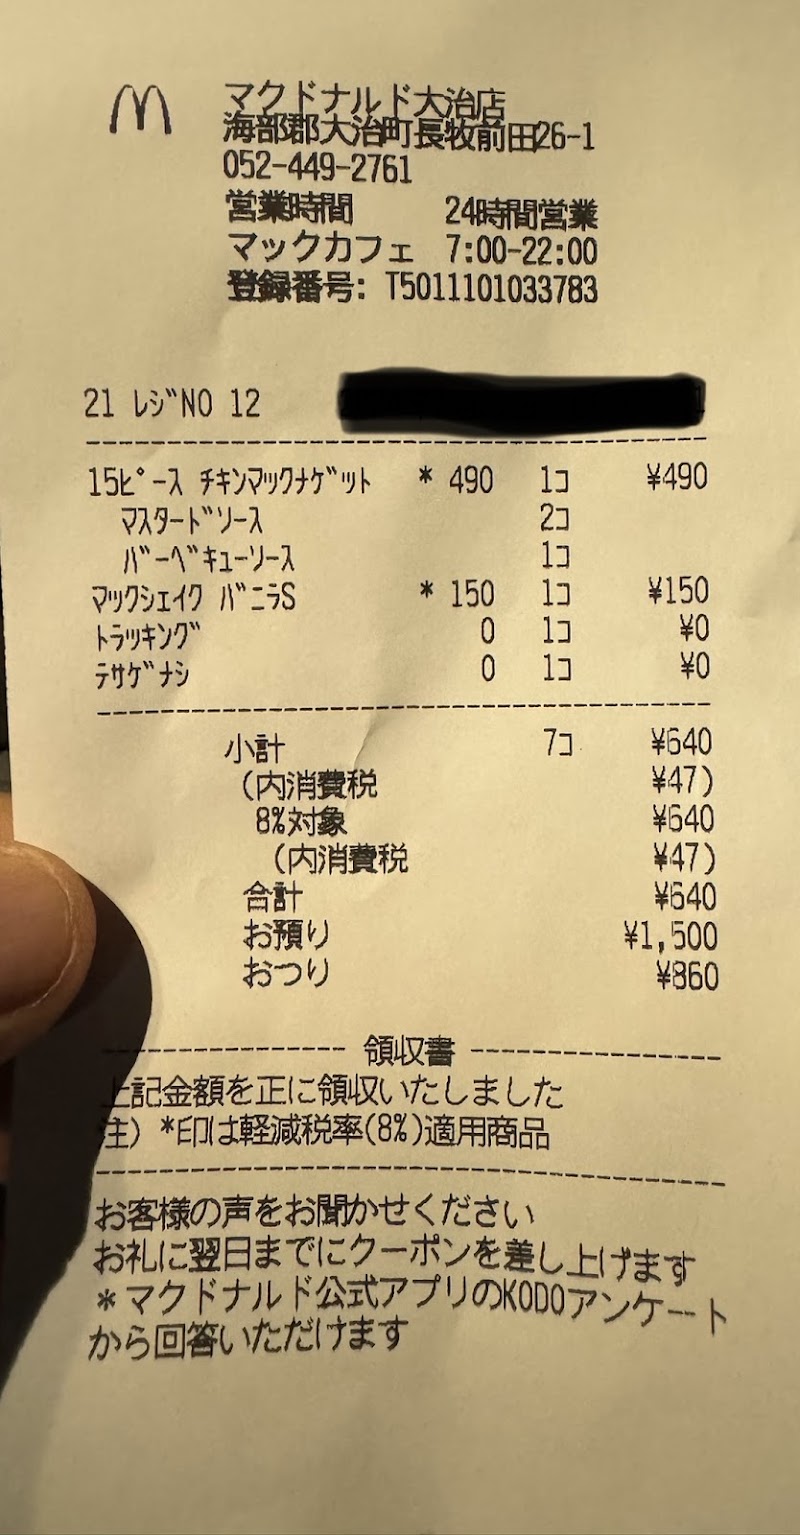 マクドナルド大治店
海部郡大治町長牧前田26-1
052-449-2761
営業時間 24時間営業
マックカフェ 7:00-22:00
登録番号: T5011101033783
21 ﾚｼﾞNO 12
15ﾋﾟｰｽ ﾁｷﾝﾏｯｸﾅｹﾞｯﾄ * 490 1ｺ ¥490
ﾏｽﾀｰﾄﾞｿｰｽ 2ｺ
ﾊﾞｰﾍﾞｷｭｰｿｰｽ 1ｺ
ﾏｯｸｼｪｲｸ ﾊﾞﾆﾗS * 150 1ｺ ¥150
ﾄﾗｯｷﾝｸﾞ 0 1ｺ ¥0
ﾃｻｹﾞﾅｼ 0 1ｺ ¥0
小計 7ｺ ¥640
(内消費税 ¥47)
8%対象 ¥640
(内消費税 ¥47)
合計 ¥640
お預り ¥1,500
おつり ¥860
領収書
上記金額を正に領収いたしました
注) *印は軽減税率(8%)適用商品
お客様の声をお聞かせください
お礼に翌日までにクーポンを差し上げます
*マクドナルド公式アプリのKODOアンケート
から回答いただけます